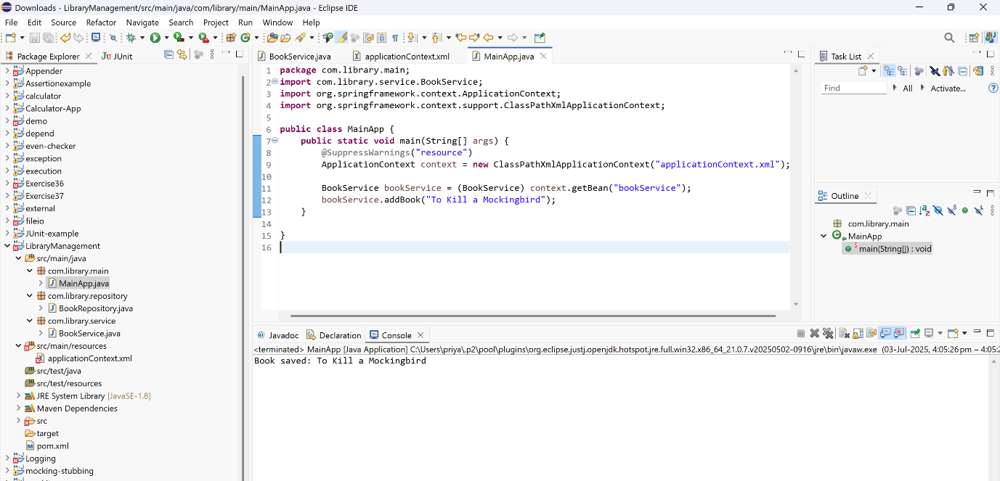 Downloads - LibraryManagement/src/main/java/com/library/main/MainApp.java - Eclipse IDE
File Edit Source Refactor Navigate Search Project Run Window Help
Package Explorer JUnit
Appender
Assertionexample
calculator
Calculator-App
demo
depend
even-checker
exception
execution
Exercise36
Exercise37
external
fileio
JUnit-example
LibraryManagement
src/main/java
com.library.main
MainApp.java
com.library.repository
BookRepository.java
com.library.service
BookService.java
src/main/resources
applicationContext.xml
src/test/java
src/test/resources
JRE System Library [JavaSE-1.8]
Maven Dependencies
src
target
pom.xml
Logging
mocking-stubbing
BookService.java applicationContext.xml MainApp.java
1 package com.library.main;
2 import com.library.service.BookService;
3 import org.springframework.context.ApplicationContext;
4 import org.springframework.context.support.ClassPathXmlApplicationContext;
5
6 public class MainApp {
7 public static void main(String[] args) {
8 @SuppressWarnings("resource")
9 ApplicationContext context = new ClassPathXmlApplicationContext("applicationContext.xml");
10
11 BookService bookService = (BookService) context.getBean("bookService");
12 bookService.addBook("To Kill a Mockingbird");
13 }
14
15 }
16
Javadoc Declaration Console
<terminated> MainApp [Java Application] C:\Users\priya\.p2\pool\plugins\org.eclipse.justj.openjdk.hotspot.jre.full.win32.x86_64_21.0.7.v20250502-0916\jre\bin\javaw.exe (03-Jul-2025, 4:05:26 pm – 4:05:
Book saved: To Kill a Mockingbird
Task List
Find All Activate...
Outline
com.library.main
MainApp
main(String[]) : void